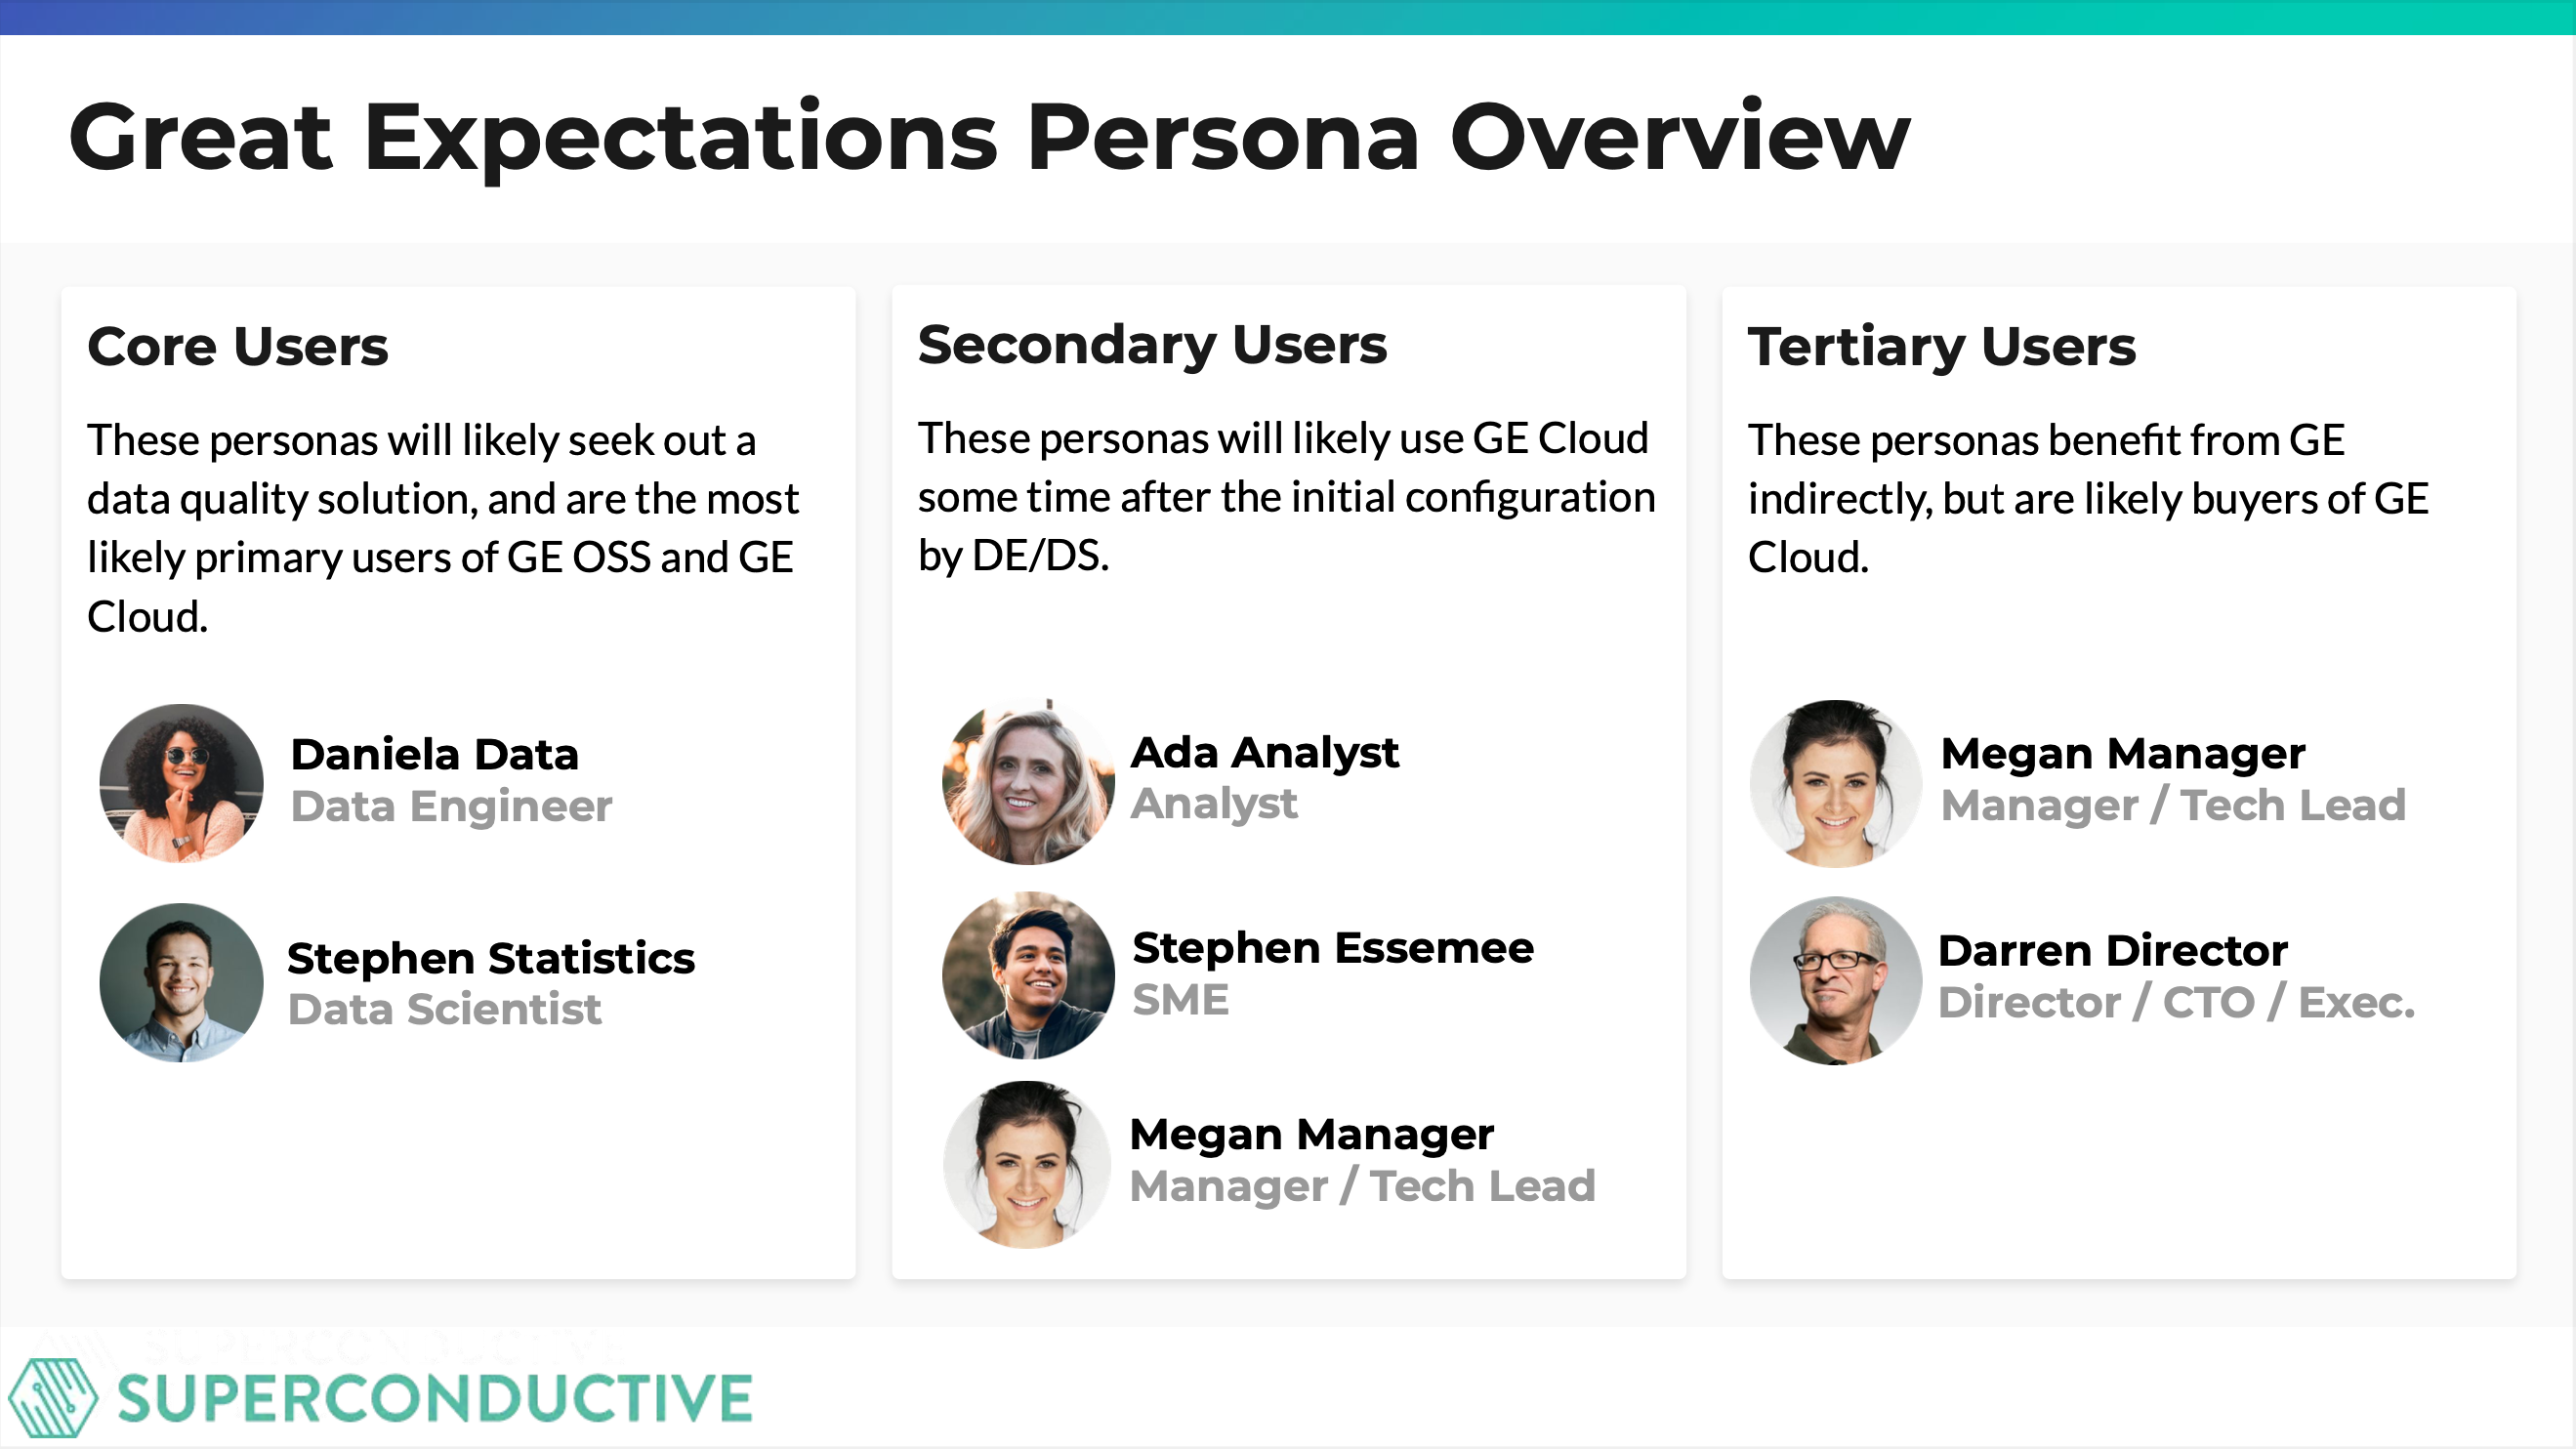 Great Expectations Persona Overview
Core Users
These personas will likely seek out a
data quality solution, and are the most
likely primary users of GE OSS and GE
Cloud.
Daniela Data
Data Engineer
Stephen Statistics
Data Scientist
Secondary Users
These personas will likely use GE Cloud
some time after the initial configuration
by DE/DS.
Ada Analyst
Analyst
Stephen Essemee
SME
Megan Manager
Manager / Tech Lead
Tertiary Users
These personas benefit from GE
indirectly, but are likely buyers of GE
Cloud.
Megan Manager
Manager / Tech Lead
Darren Director
Director / CTO / Exec.
SUPERCONDUCTIVE